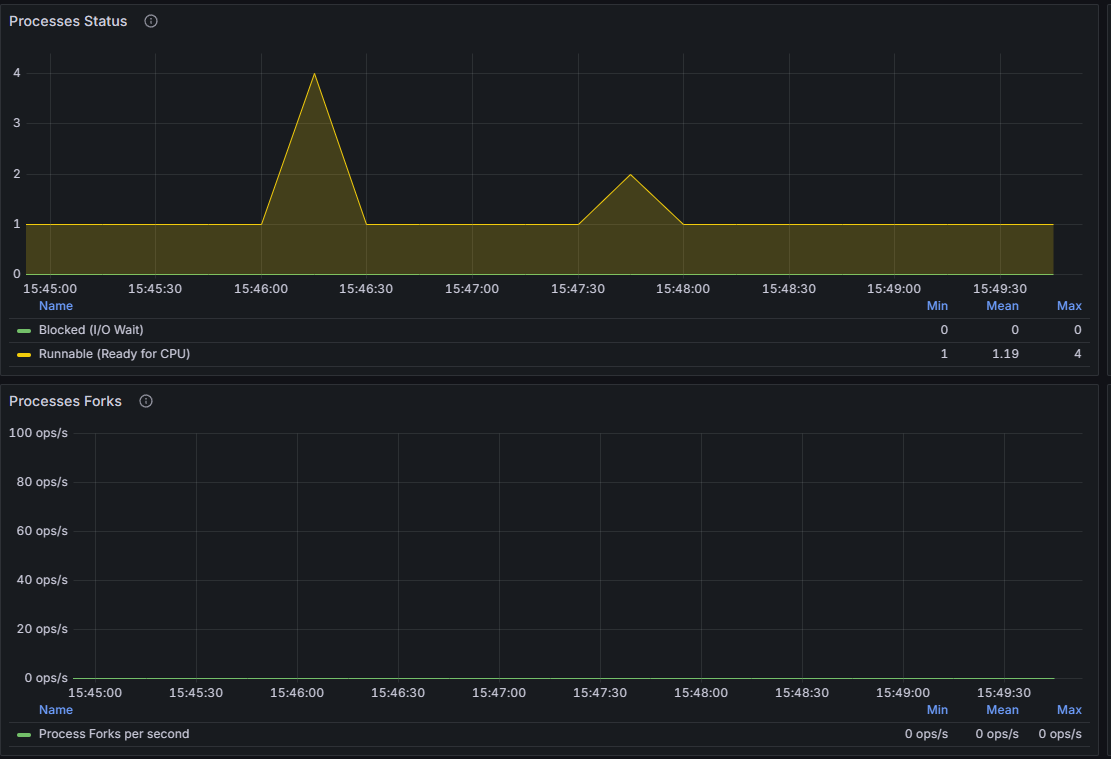 Processes Status
4
3
2
1
0
15:45:00 15:45:30 15:46:00 15:46:30 15:47:00 15:47:30 15:48:00 15:48:30 15:49:00 15:49:30
Name Min Mean Max
Blocked (I/O Wait) 0 0 0
Runnable (Ready for CPU) 1 1.19 4
Processes Forks
100 ops/s
80 ops/s
60 ops/s
40 ops/s
20 ops/s
0 ops/s
15:45:00 15:45:30 15:46:00 15:46:30 15:47:00 15:47:30 15:48:00 15:48:30 15:49:00 15:49:30
Name Min Mean Max
Process Forks per second 0 ops/s 0 ops/s 0 ops/s